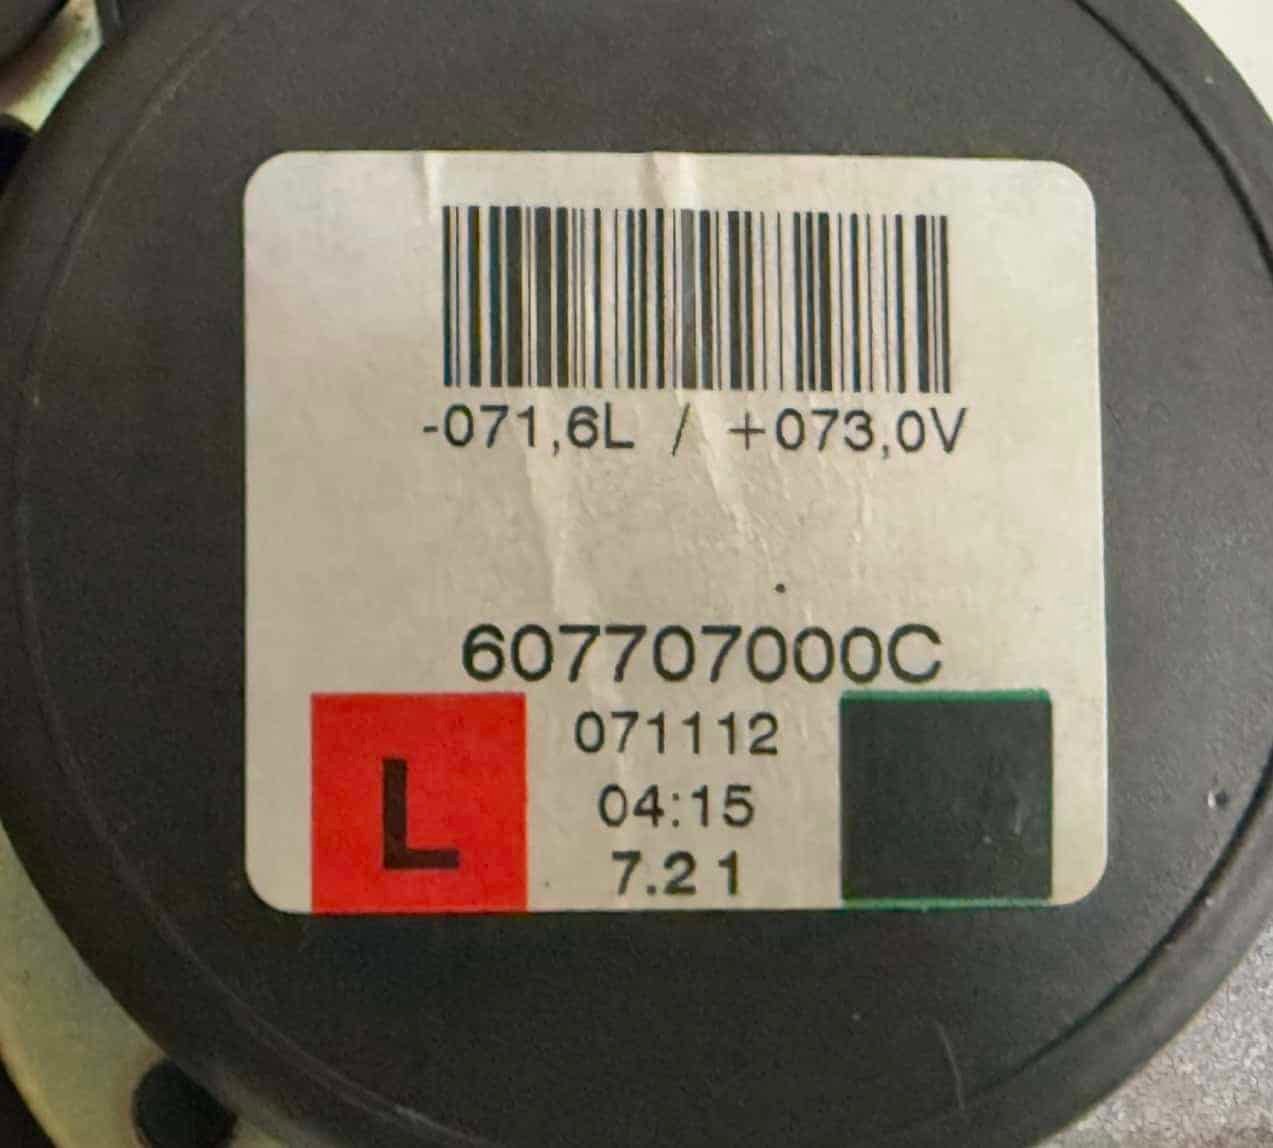 -071,6L / +073,0V
607707000C
071112
04:15
7.2 1
L